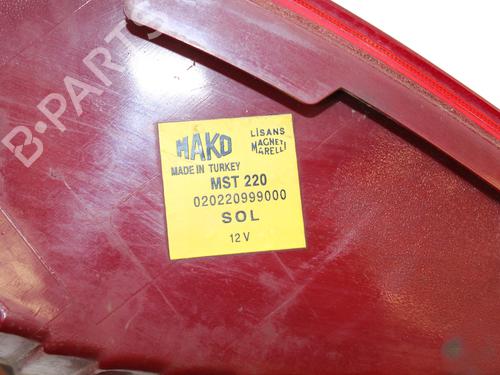 B-PARTS
MAKO
LİSANS
MAGNETI
MARELLI
MADE IN TURKEY
MST 220
020220999000
SOL
12 V